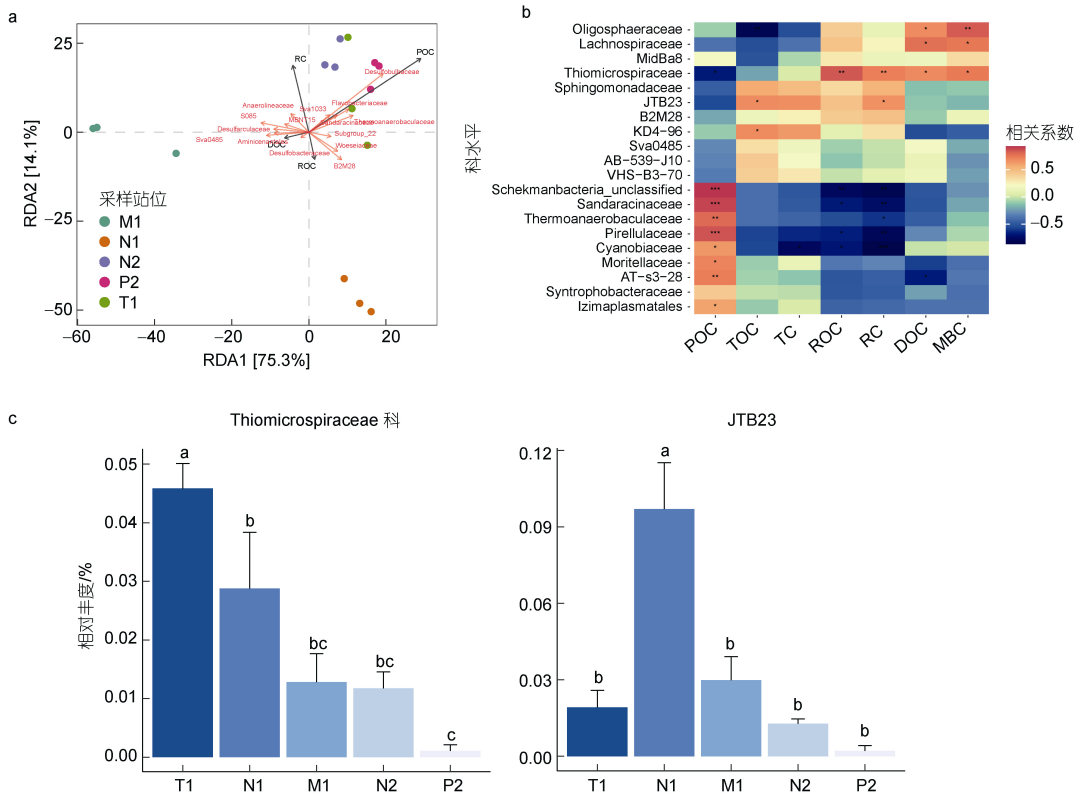 a
25
0
−25
−50
−60
−40
−20
0
20
RDA2 [14.1%]
RDA1 [75.3%]
POC
RC
DOC
ROC
Desulfobulbaceae
Flavobacteriaceae
Anaerolineaceae
Sva1033
S085
MSBL15
Sandaracinaceae
Thermoanaerobaculaceae
Desulfarculaceae
Subgroup_22
Sva0485
Woeseiaceae
Desulfobacteraceae
B2M28
采样站位
M1
N1
N2
P2
T1
b
科水平
Oligosphaeraceae
Lachnospiraceae
MidBa8
Thiomicrospiraceae
Sphingomonadaceae
JTB23
B2M28
KD4-96
Sva0485
AB-539-J10
VHS-B3-70
Schekmanbacteria_unclassified
Sandaracinaceae
Thermoanaerobaculaceae
Pirellulaceae
Cyanobiaceae
Moritellaceae
AT-s3-28
Syntrophobacteraceae
Izimaplasmatales
POC
TOC
TC
ROC
RC
DOC
MBC
相关系数
0.5
0.0
−0.5
c
Thiomicrospiraceae 科
相对丰度/%
0.05
0.04
0.03
0.02
0.01
0.00
a
b
bc
bc
c
T1
N1
M1
N2
P2
JTB23
0.12
0.09
0.06
0.03
0.00
b
a
b
b
b
T1
N1
M1
N2
P2